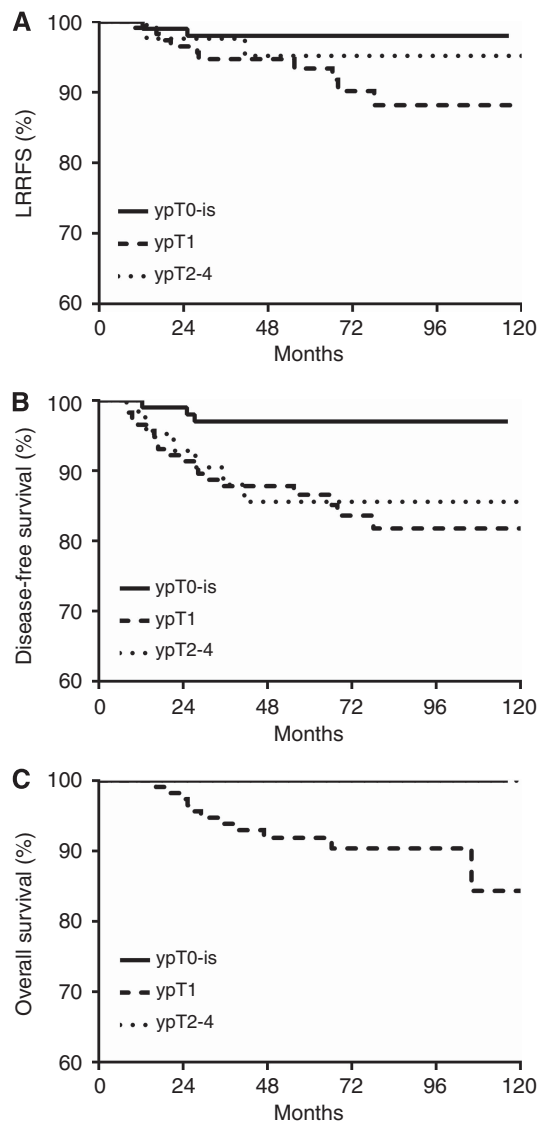 A
100
90
80
70
60
LRRFS (%)
ypT0-is
ypT1
ypT2-4
0 24 48 72 96 120
Months
B
100
90
80
70
60
Disease-free survival (%)
ypT0-is
ypT1
ypT2-4
0 24 48 72 96 120
Months
C
100
90
80
70
60
Overall survival (%)
ypT0-is
ypT1
ypT2-4
0 24 48 72 96 120
Months